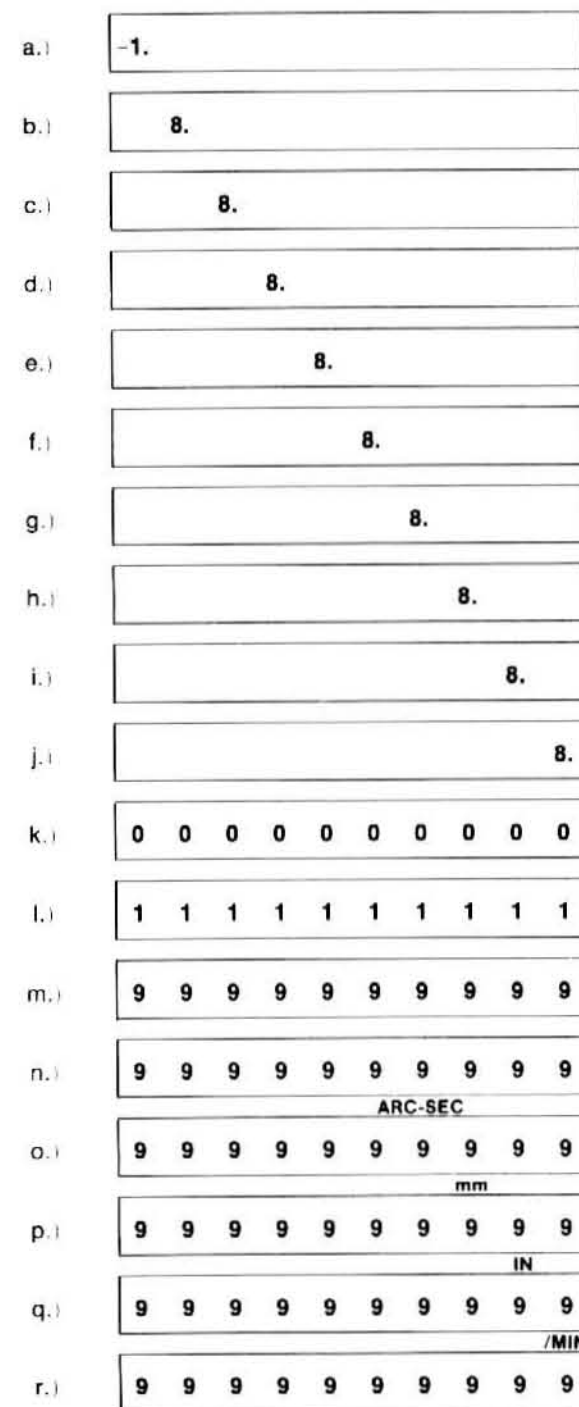 a.) -1.
b.) 8.
c.) 8.
d.) 8.
e.) 8.
f.) 8.
g.) 8.
h.) 8.
i.) 8.
j.) 8.
k.) 0 0 0 0 0 0 0 0 0 0
l.) 1 1 1 1 1 1 1 1 1 1
m.) 9 9 9 9 9 9 9 9 9 9
n.) 9 9 9 9 9 9 9 9 9 9
ARC-SEC
o.) 9 9 9 9 9 9 9 9 9 9
mm
p.) 9 9 9 9 9 9 9 9 9 9
IN
q.) 9 9 9 9 9 9 9 9 9 9
/MIN
r.) 9 9 9 9 9 9 9 9 9 9